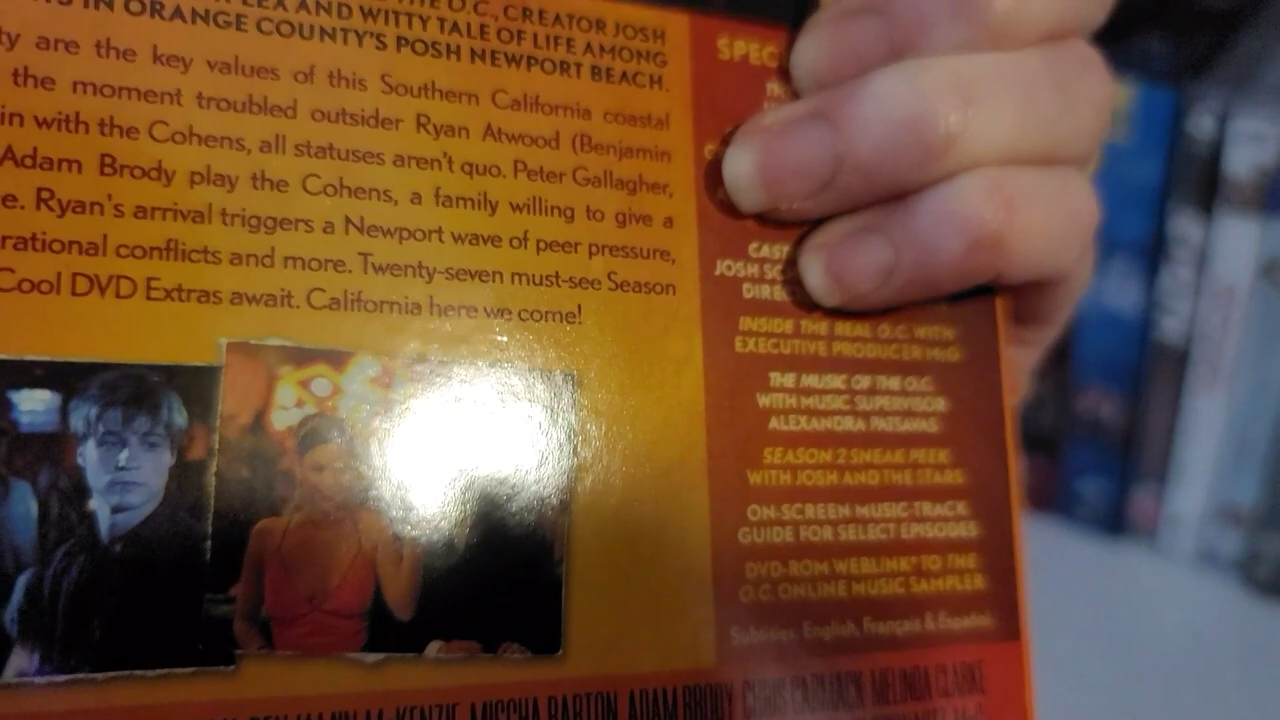 THE O.C., CREATOR JOSH
AND WITTY TALE OF LIFE AMONG
IN ORANGE COUNTY'S POSH NEWPORT BEACH.
ty are the key values of this Southern California coastal
the moment troubled outsider Ryan Atwood (Benjamin
in with the Cohens, all statuses aren't quo. Peter Gallagher,
Adam Brody play the Cohens, a family willing to give a
e. Ryan's arrival triggers a Newport wave of peer pressure,
rational conflicts and more. Twenty-seven must-see Season
Cool DVD Extras await. California here we come!
SPEC
CAST
JOSH SC
DIRE
INSIDE THE REAL O.C. WITH
EXECUTIVE PRODUCER McG
THE MUSIC OF THE O.C.
WITH MUSIC SUPERVISOR
ALEXANDRA PATSAVAS
SEASON 2 SNEAK PEEK
WITH JOSH AND THE STARS
ON-SCREEN MUSIC TRACK
GUIDE FOR SELECT EPISODES
DVD-ROM WEBLINK* TO THE
O.C. ONLINE MUSIC SAMPLER
Subtitles: English, Français & Español
McKENZIE MISCHA BARTON ADAM BRODY CHRIS CARMACK MELINDA CLARKE